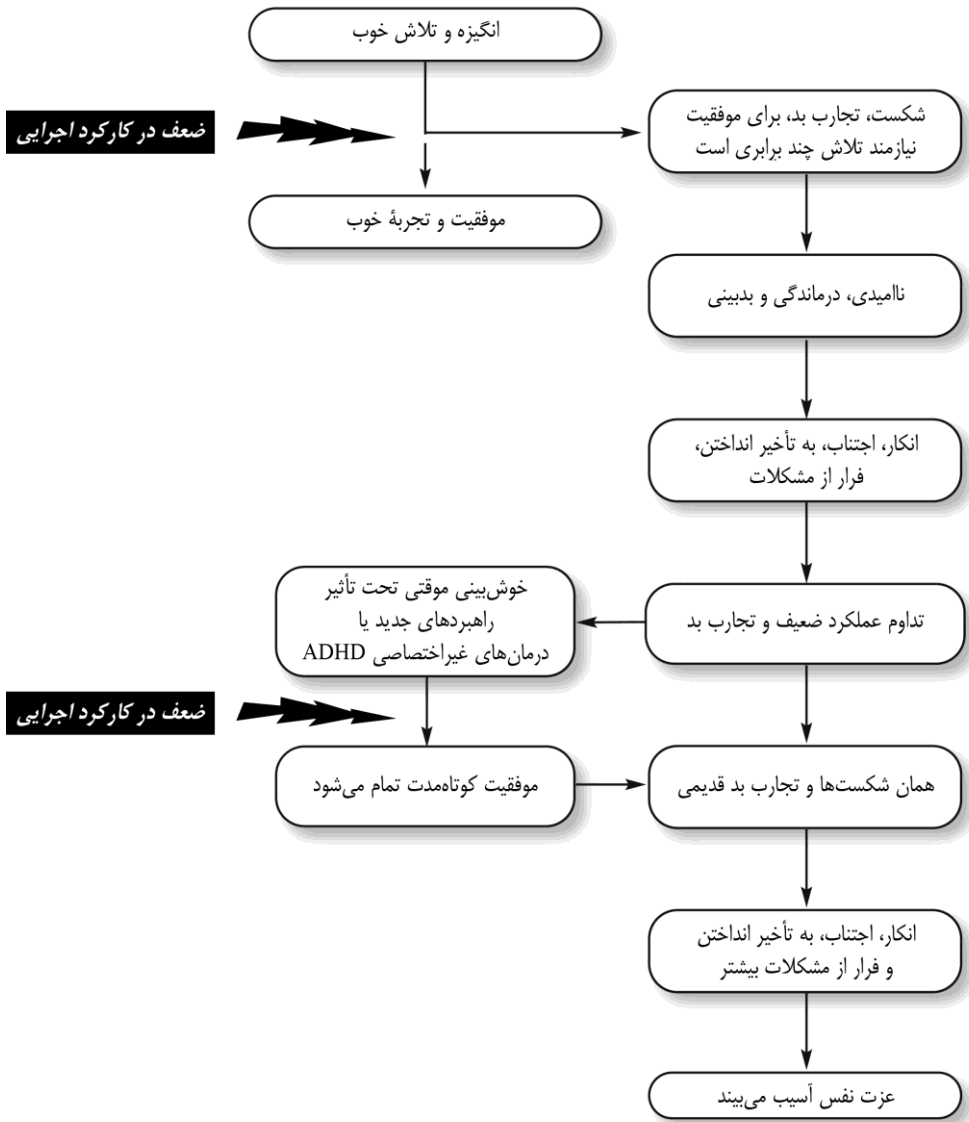 انگیزه و تلاش خوب
ضعف در کارکرد اجرایی
شکست، تجارب بد، برای موفقیت
نیازمند تلاش چند برابری است
موفقیت و تجربهٔ خوب
ناامیدی، درماندگی و بدبینی
انکار، اجتناب، به تأخیر انداختن،
فرار از مشکلات
تداوم عملکرد ضعیف و تجارب بد
خوش‌بینی موقتی تحت تأثیر
راهبردهای جدید یا
درمان‌های غیراختصاصی ADHD
ضعف در کارکرد اجرایی
همان شکست‌ها و تجارب بد قدیمی
موفقیت کوتاه‌مدت تمام می‌شود
انکار، اجتناب، به تأخیر انداختن
و فرار از مشکلات بیشتر
عزت نفس آسیب می‌بیند